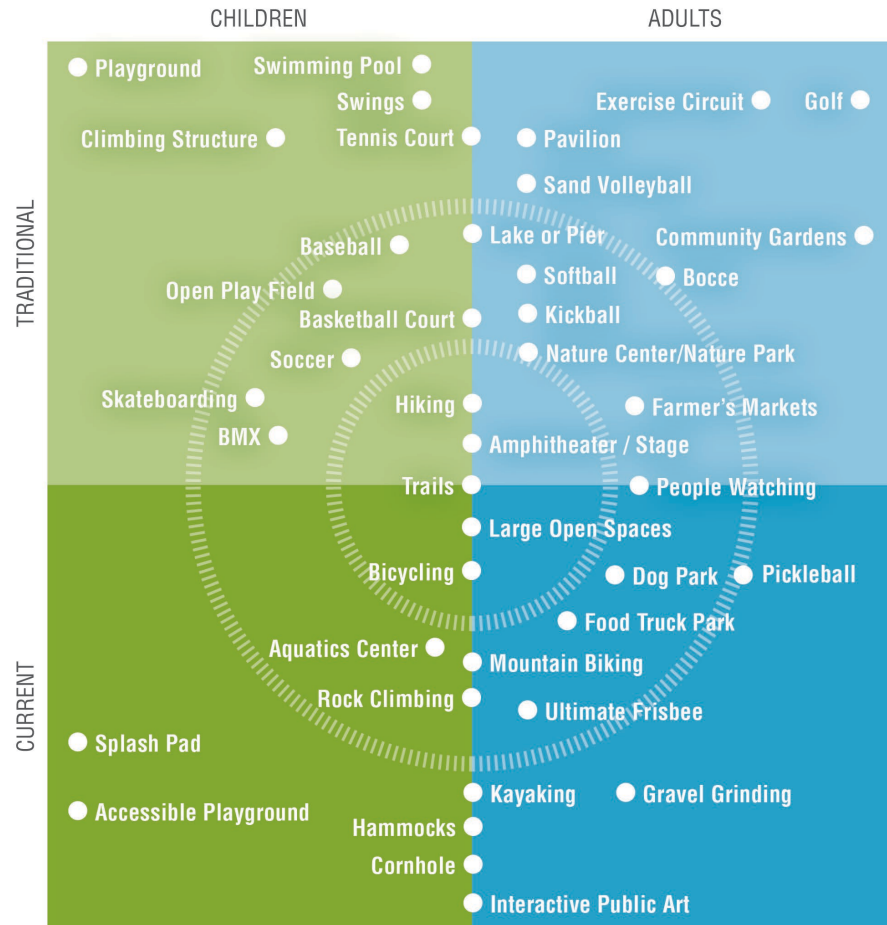 CHILDREN
ADULTS
TRADITIONAL
CURRENT
Playground
Swimming Pool
Swings
Exercise Circuit
Golf
Climbing Structure
Tennis Court
Pavilion
Sand Volleyball
Lake or Pier
Community Gardens
Baseball
Softball
Bocce
Open Play Field
Kickball
Basketball Court
Nature Center/Nature Park
Soccer
Skateboarding
Hiking
Farmer’s Markets
BMX
Amphitheater / Stage
Trails
People Watching
Large Open Spaces
Bicycling
Dog Park
Pickleball
Food Truck Park
Aquatics Center
Mountain Biking
Rock Climbing
Ultimate Frisbee
Splash Pad
Kayaking
Gravel Grinding
Accessible Playground
Hammocks
Cornhole
Interactive Public Art